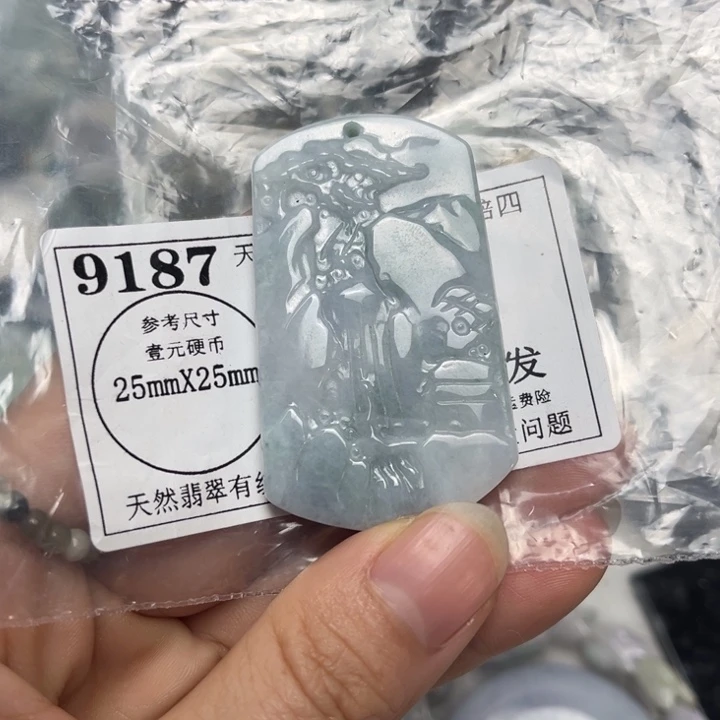 9187 天
参考尺寸
壹元硬币
25mmX25mm
天然翡翠有
四
发
费险
问题